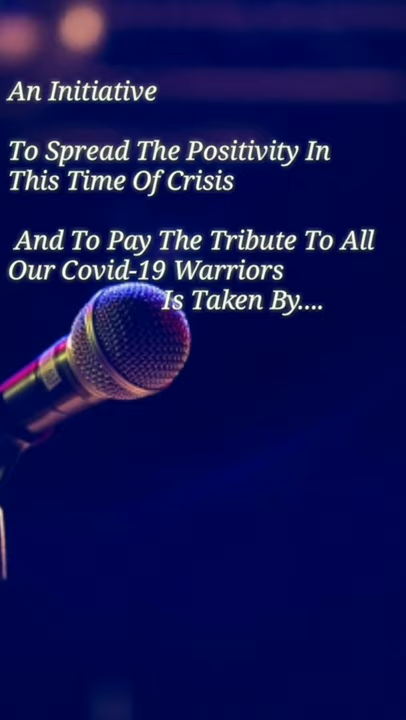 An Initiative
To Spread The Positivity In
This Time Of Crisis
And To Pay The Tribute To All
Our Covid-19 Warriors
Is Taken By....